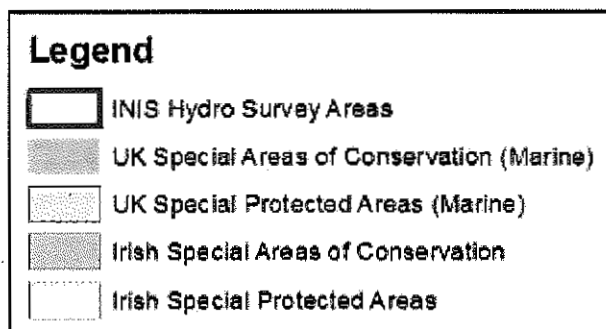 Legend
INIS Hydro Survey Areas
UK Special Areas of Conservation (Marine)
UK Special Protected Areas (Marine)
Irish Special Areas of Conservation
Irish Special Protected Areas